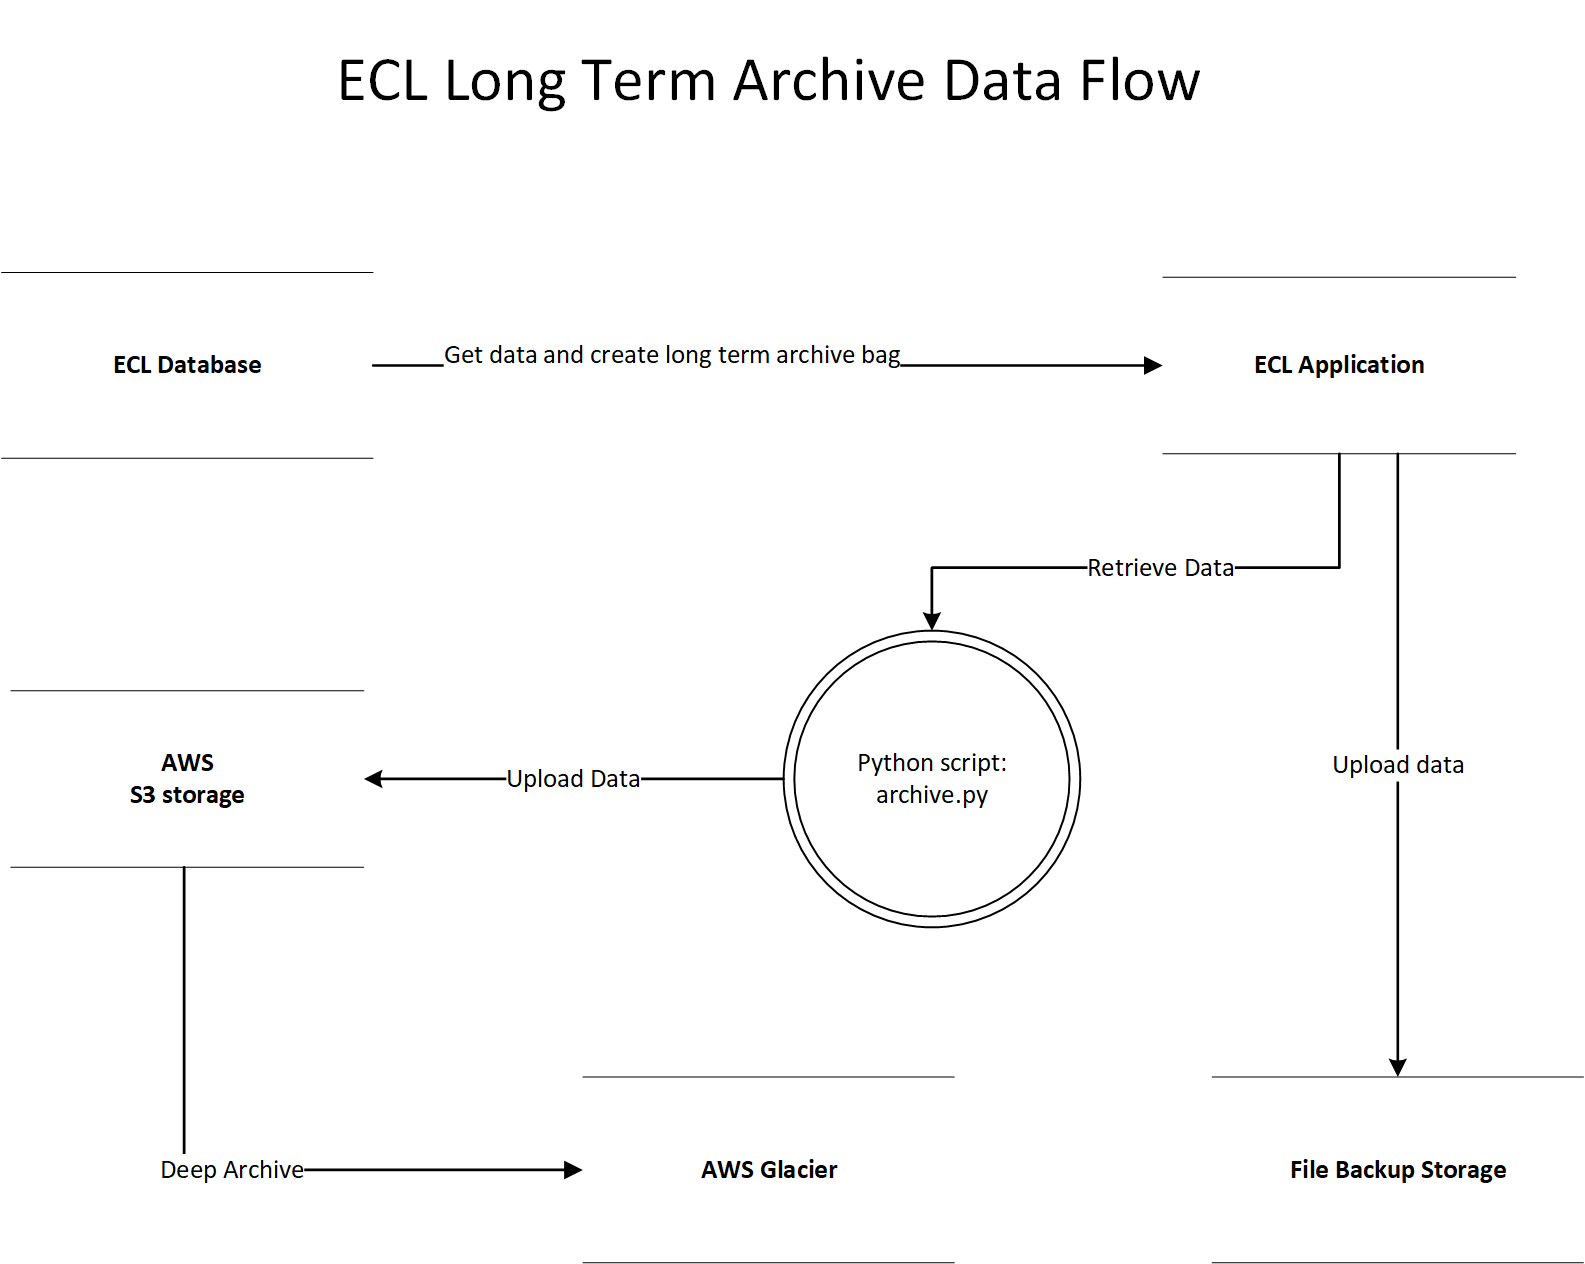 ECL Long Term Archive Data Flow
ECL Database
Get data and create long term archive bag
ECL Application
Retrieve Data
AWS
S3 storage
Upload Data
Python script:
archive.py
Upload data
Deep Archive
AWS Glacier
File Backup Storage